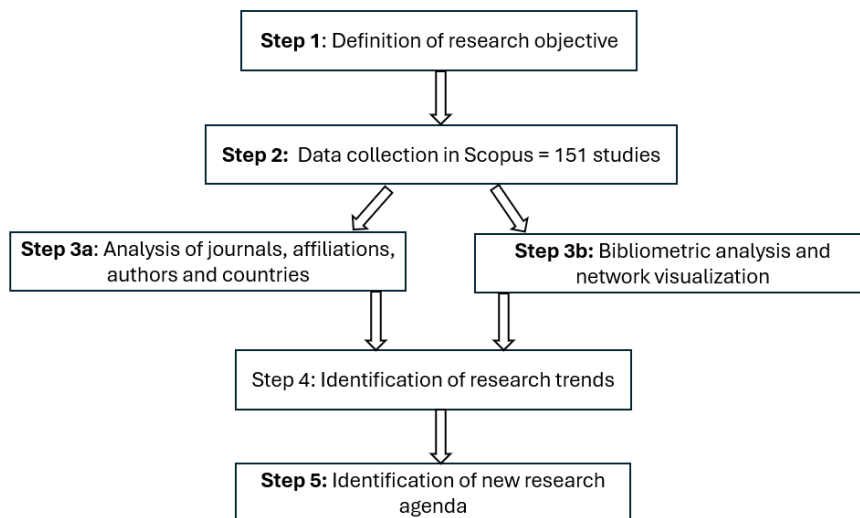 Step 1: Definition of research objective
Step 2: Data collection in Scopus = 151 studies
Step 3a: Analysis of journals, affiliations,
authors and countries
Step 3b: Bibliometric analysis and
network visualization
Step 4: Identification of research trends
Step 5: Identification of new research
agenda